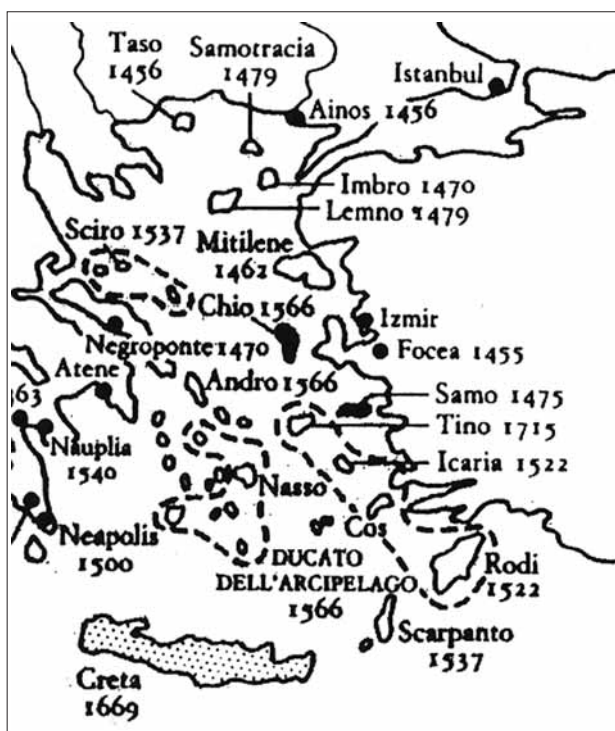 Taso
1456
Samotracia
1479
Istanbul
Ainos 1456
Imbro 1470
Lemno 1479
Sciro 1537
Mitilene
1462
Chio 1566
Izmir
Negroponte 1470
Focea 1455
Atene
Andro 1566
Samo 1475
363
Tino 1715
Nauplia
1540
Icaria 1522
Nasso
Cos
Neapolis
1500
DUCATO
DELL'ARCIPELAGO
1566
Rodi
1522
Scarpanto
1537
Creta
1669